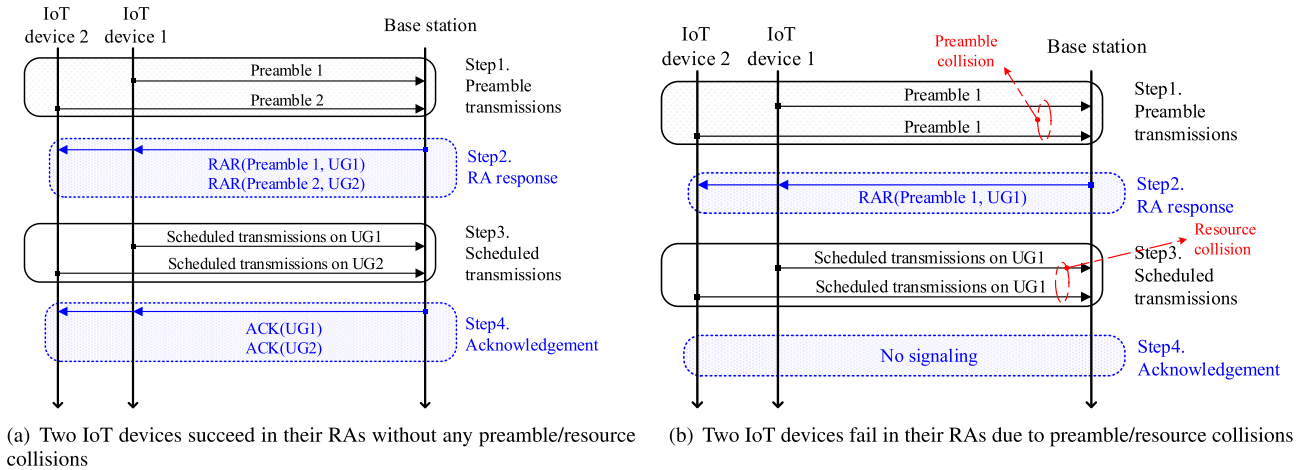 IoT
device 2
IoT
device 1
Base station
Preamble 1
Preamble 2
Step1.
Preamble
transmissions
RAR(Preamble 1, UG1)
RAR(Preamble 2, UG2)
Step2.
RA response
Scheduled transmissions on UG1
Scheduled transmissions on UG2
Step3.
Scheduled
transmissions
ACK(UG1)
ACK(UG2)
Step4.
Acknowledgement
(a) Two IoT devices succeed in their RAs without any preamble/resource
collisions
IoT
device 2
IoT
device 1
Preamble
collision
Base station
Preamble 1
Preamble 1
Step1.
Preamble
transmissions
RAR(Preamble 1, UG1)
Step2.
RA response
Resource
collision
Scheduled transmissions on UG1
Scheduled transmissions on UG1
Step3.
Scheduled
transmissions
No signaling
Step4.
Acknowledgement
(b) Two IoT devices fail in their RAs due to preamble/resource collisions